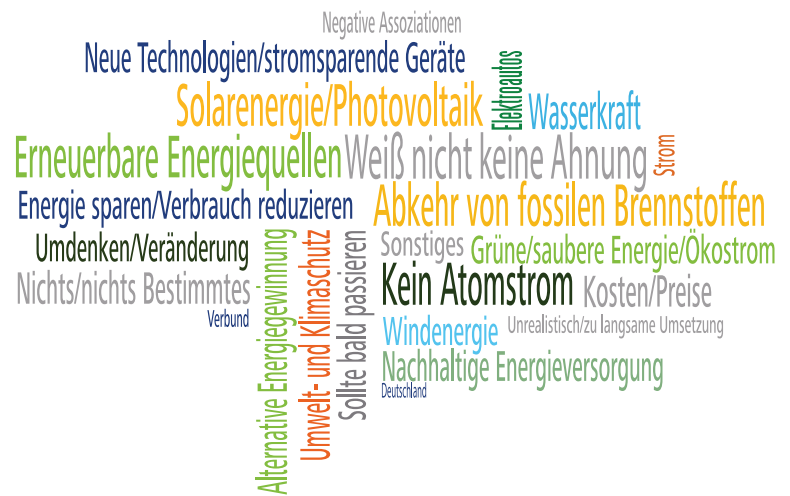 Negative Assoziationen
Neue Technologien/stromsparende Geräte
Elektroautos
Solarenergie/Photovoltaik
Wasserkraft
Erneuerbare Energiequellen
Weiß nicht keine Ahnung
Strom
Energie sparen/Verbrauch reduzieren
Abkehr von fossilen Brennstoffen
Umdenken/Veränderung
Alternative Energiegewinnung
Umwelt- und Klimaschutz
Sollte bald passieren
Sonstiges
Grüne/saubere Energie/Ökostrom
Nichts/nichts Bestimmtes
Kein Atomstrom
Kosten/Preise
Verbund
Windenergie
Unrealistisch/zu langsame Umsetzung
Nachhaltige Energieversorgung
Deutschland